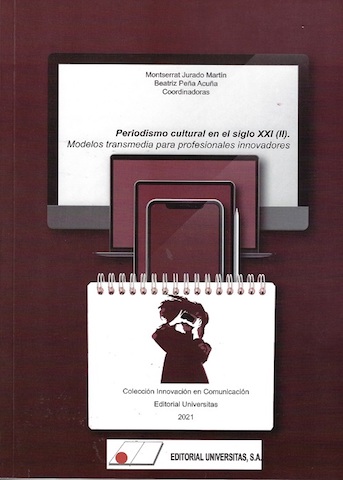 Montserrat Jurado Martín
Beatriz Peña Acuña
Coordinadoras
Periodismo cultural en el siglo XXI (II).
Modelos transmedia para profesionales innovadores
Colección Innovación en Comunicación
Editorial Universitas
2021
EDITORIAL UNIVERSITAS, S.A.